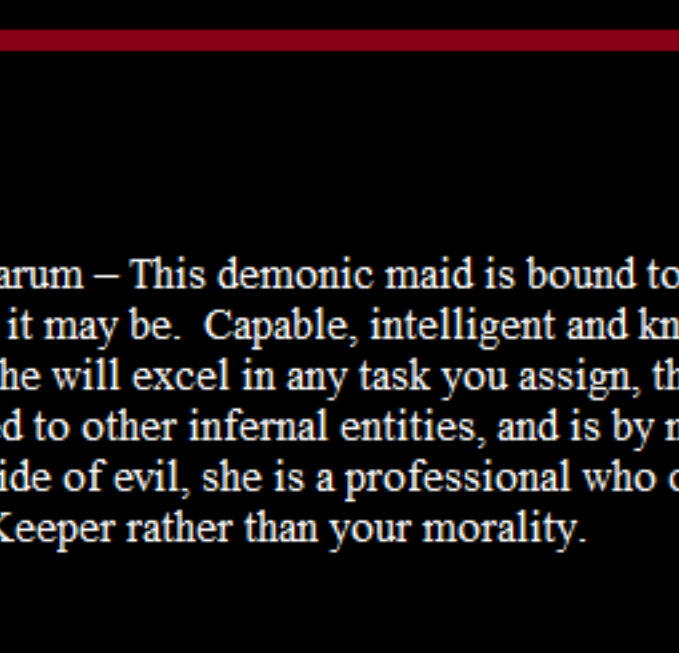 arum – This demonic maid is bound to
it may be.  Capable, intelligent and kn
he will excel in any task you assign, th
ed to other infernal entities, and is by
ide of evil, she is a professional who
Keeper rather than your morality.